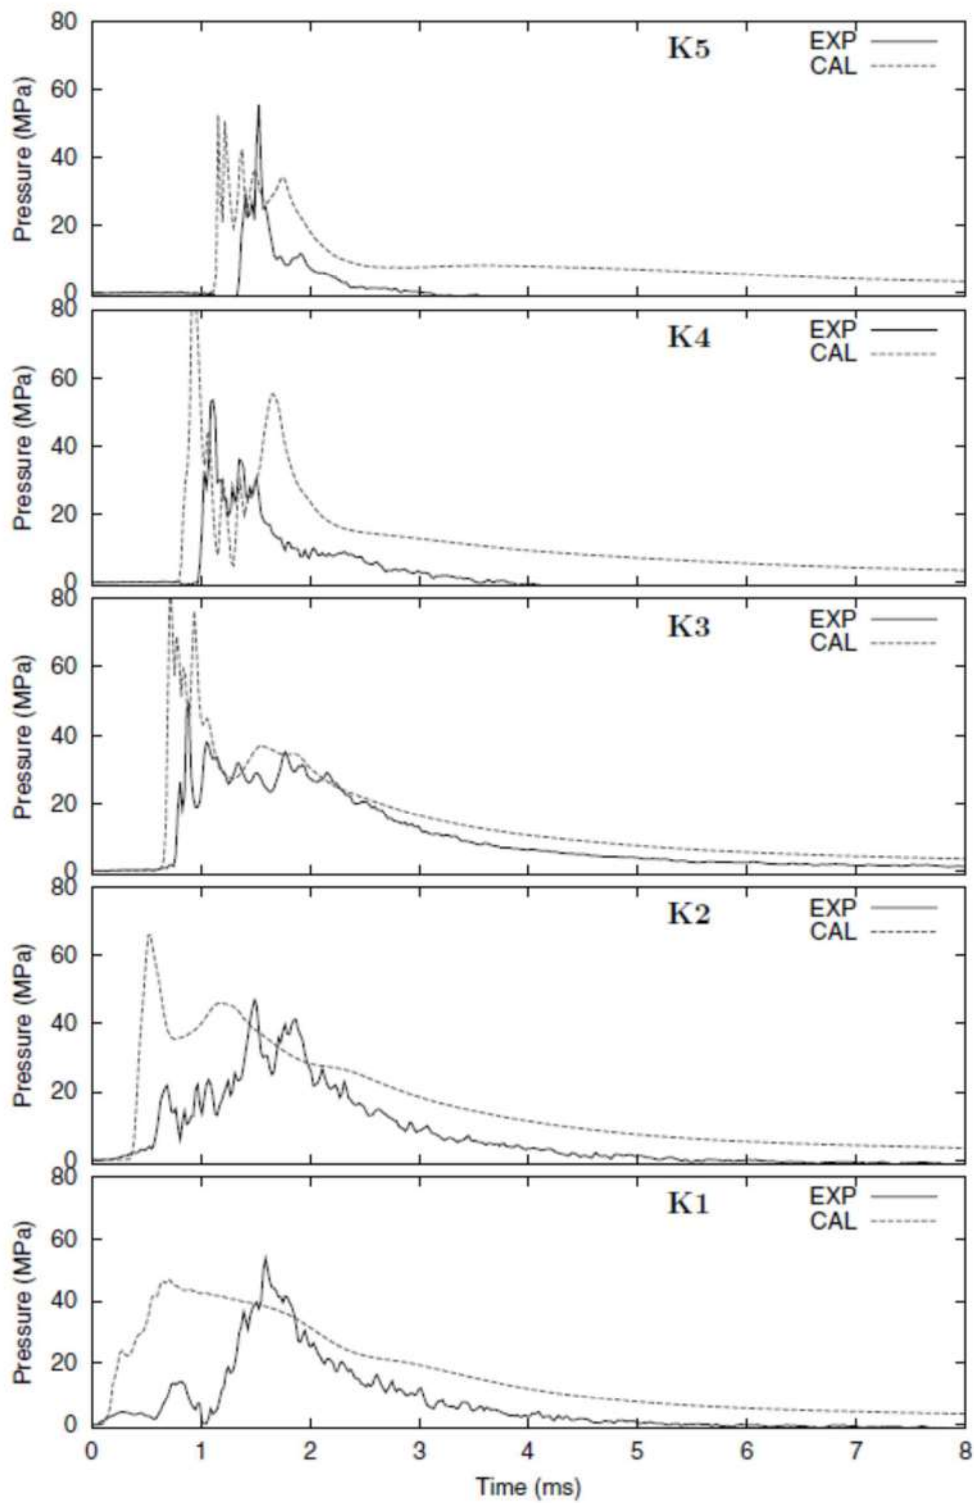 80
K5
EXP
CAL
60
40
20
0
Pressure (MPa)
80
K4
EXP
CAL
60
40
20
0
Pressure (MPa)
80
K3
EXP
CAL
60
40
20
0
Pressure (MPa)
80
K2
EXP
CAL
60
40
20
0
Pressure (MPa)
80
K1
EXP
CAL
60
40
20
0
Pressure (MPa)
0 1 2 3 4 5 6 7 8
Time (ms)